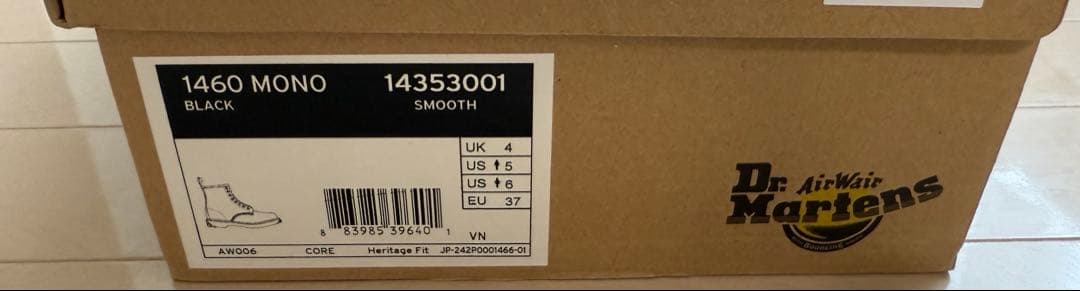 1460 MONO 14353001
BLACK SMOOTH
UK 4
US 5
US 6
EU 37
8 83985 39640 1
VN
AW006 CORE Heritage Fit JP-242P0001466-01
Dr. AirWair
Martens
BOUNCING